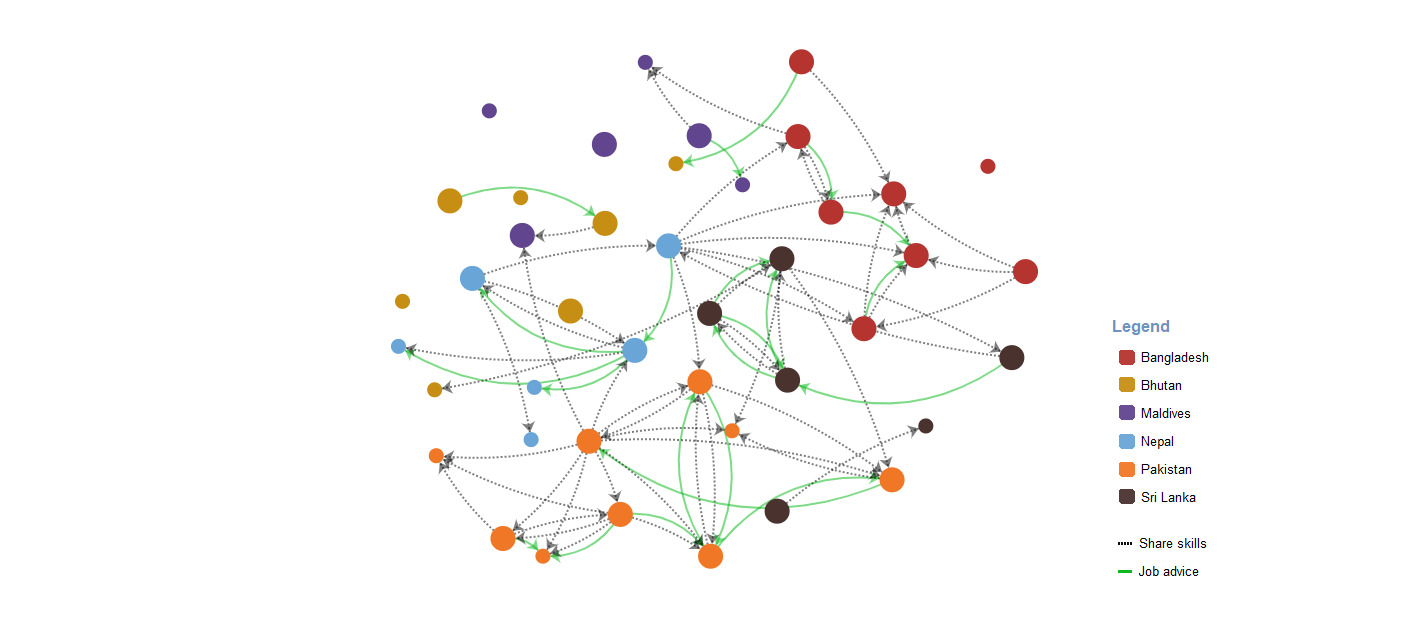 Legend
Bangladesh
Bhutan
Maldives
Nepal
Pakistan
Sri Lanka
Share skills
Job advice